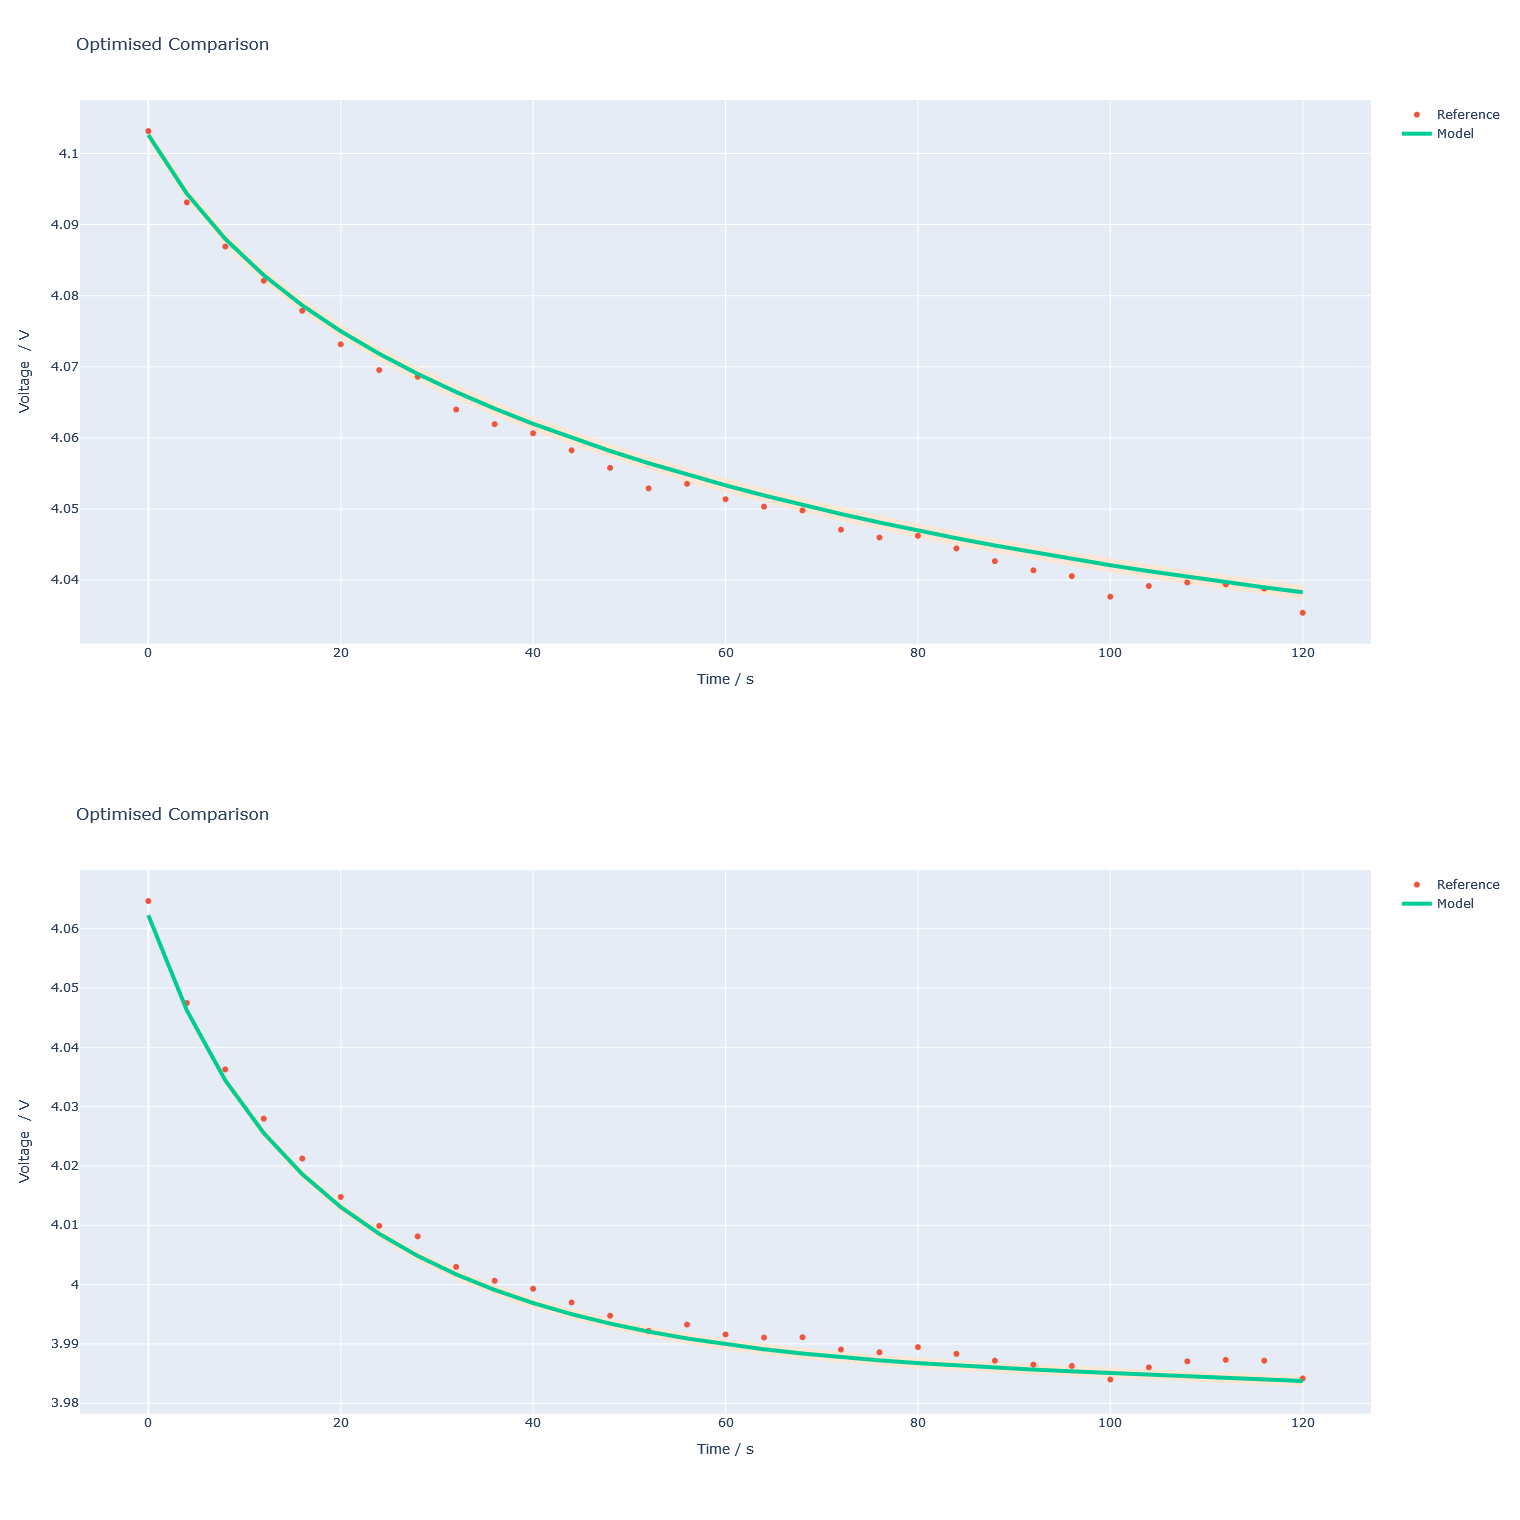 Optimised Comparison
Reference
Model
4.1
4.09
4.08
4.07
4.06
4.05
4.04
Voltage / V
0 20 40 60 80 100 120
Time / s
Optimised Comparison
Reference
Model
4.06
4.05
4.04
4.03
4.02
4.01
4
3.99
3.98
Voltage / V
0 20 40 60 80 100 120
Time / s